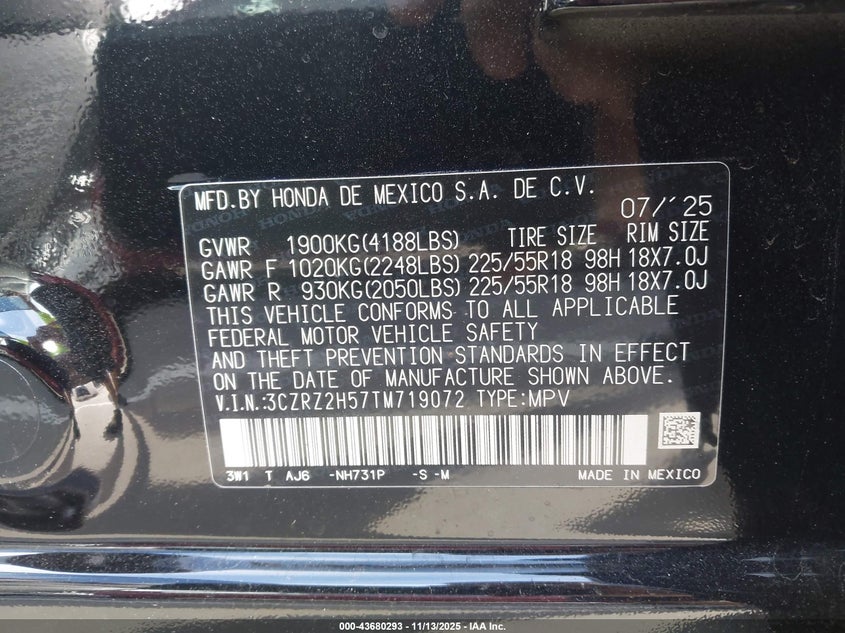 MFD.BY HONDA DE MEXICO S.A. DE C.V.
07/'25
GVWR 1900KG(4188LBS) TIRE SIZE RIM SIZE
GAWR F 1020KG(2248LBS) 225/55R18 98H 18X7.0J
GAWR R 930KG(2050LBS) 225/55R18 98H 18X7.0J
THIS VEHICLE CONFORMS TO ALL APPLICABLE
FEDERAL MOTOR VEHICLE SAFETY
AND THEFT PREVENTION STANDARDS IN EFFECT
ON THE DATE OF MANUFACTURE SHOWN ABOVE.
V.I.N.:3CZRZ2H57TM719072 TYPE:MPV
3W1 T AJ6 -NH731P -S -M MADE IN MEXICO
000-43680293 - 11/13/2025 - IAA Inc.